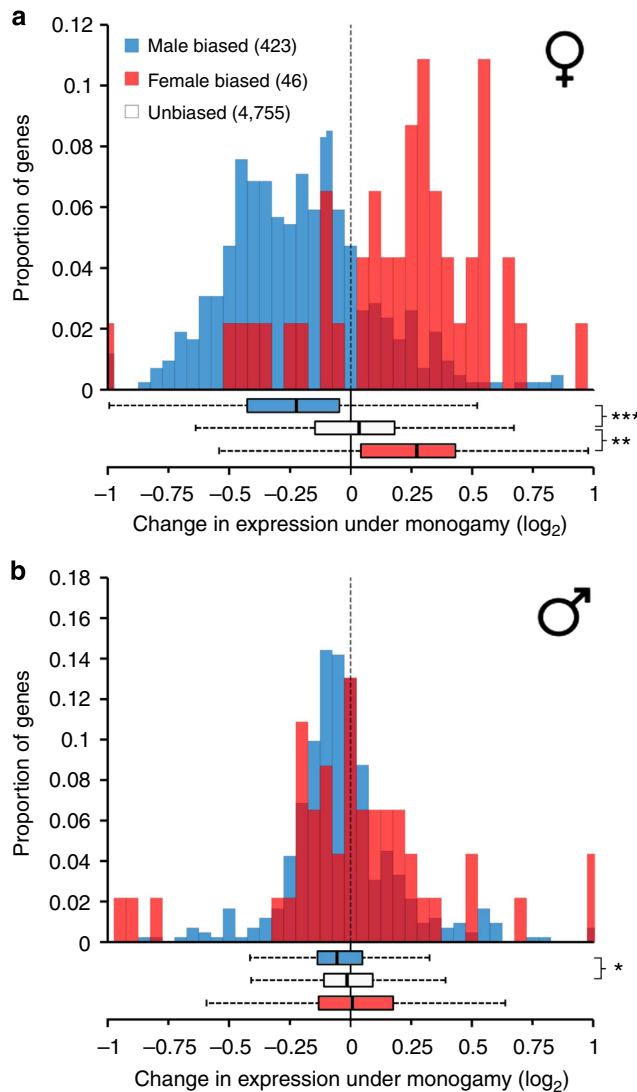 a
0.12
0.1
0.08
0.06
0.04
0.02
0
Proportion of genes
Male biased (423)
Female biased (46)
Unbiased (4,755)
♀
***
**
–1 –0.75 –0.5 –0.25 0 0.25 0.5 0.75 1
Change in expression under monogamy (log₂)
b
0.18
0.16
0.14
0.12
0.1
0.08
0.06
0.04
0.02
0
Proportion of genes
♂
*
–1 –0.75 –0.5 –0.25 0 0.25 0.5 0.75 1
Change in expression under monogamy (log₂)